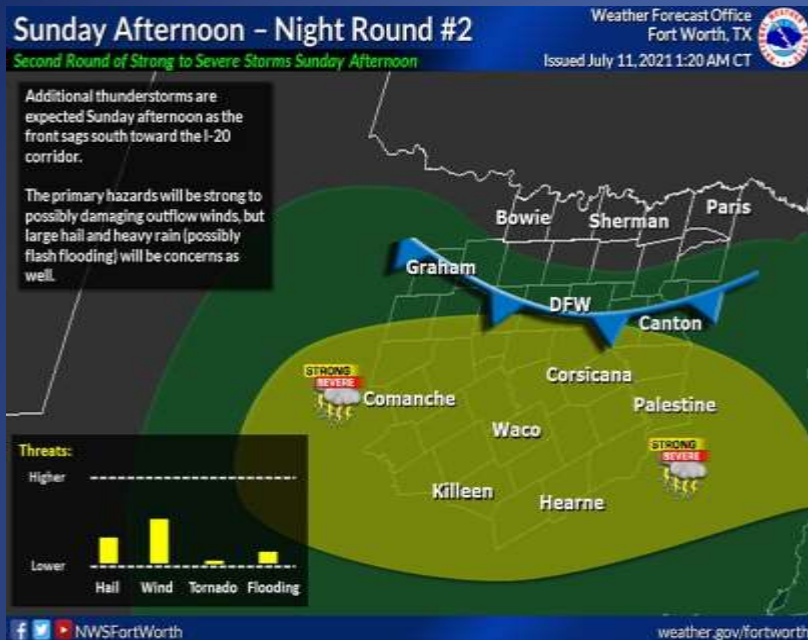 Sunday Afternoon – Night Round #2
Second Round of Strong to Severe Storms Sunday Afternoon
Weather Forecast Office
Fort Worth, TX
Issued July 11, 2021 1:20 AM CT
Additional thunderstorms are
expected Sunday afternoon as the
front sags south toward the I-20
corridor.
The primary hazards will be strong to
possibly damaging outflow winds, but
large hail and heavy rain (possibly
flash flooding) will be concerns as
well.
Bowie
Sherman
Paris
Graham
DFW
Canton
STRONG
SEVERE
Comanche
Corsicana
Palestine
Waco
STRONG
SEVERE
Killeen
Hearne
Threats:
Higher
Lower
Hail Wind Tornado Flooding
NWSFortWorth
weather.gov/fortworth